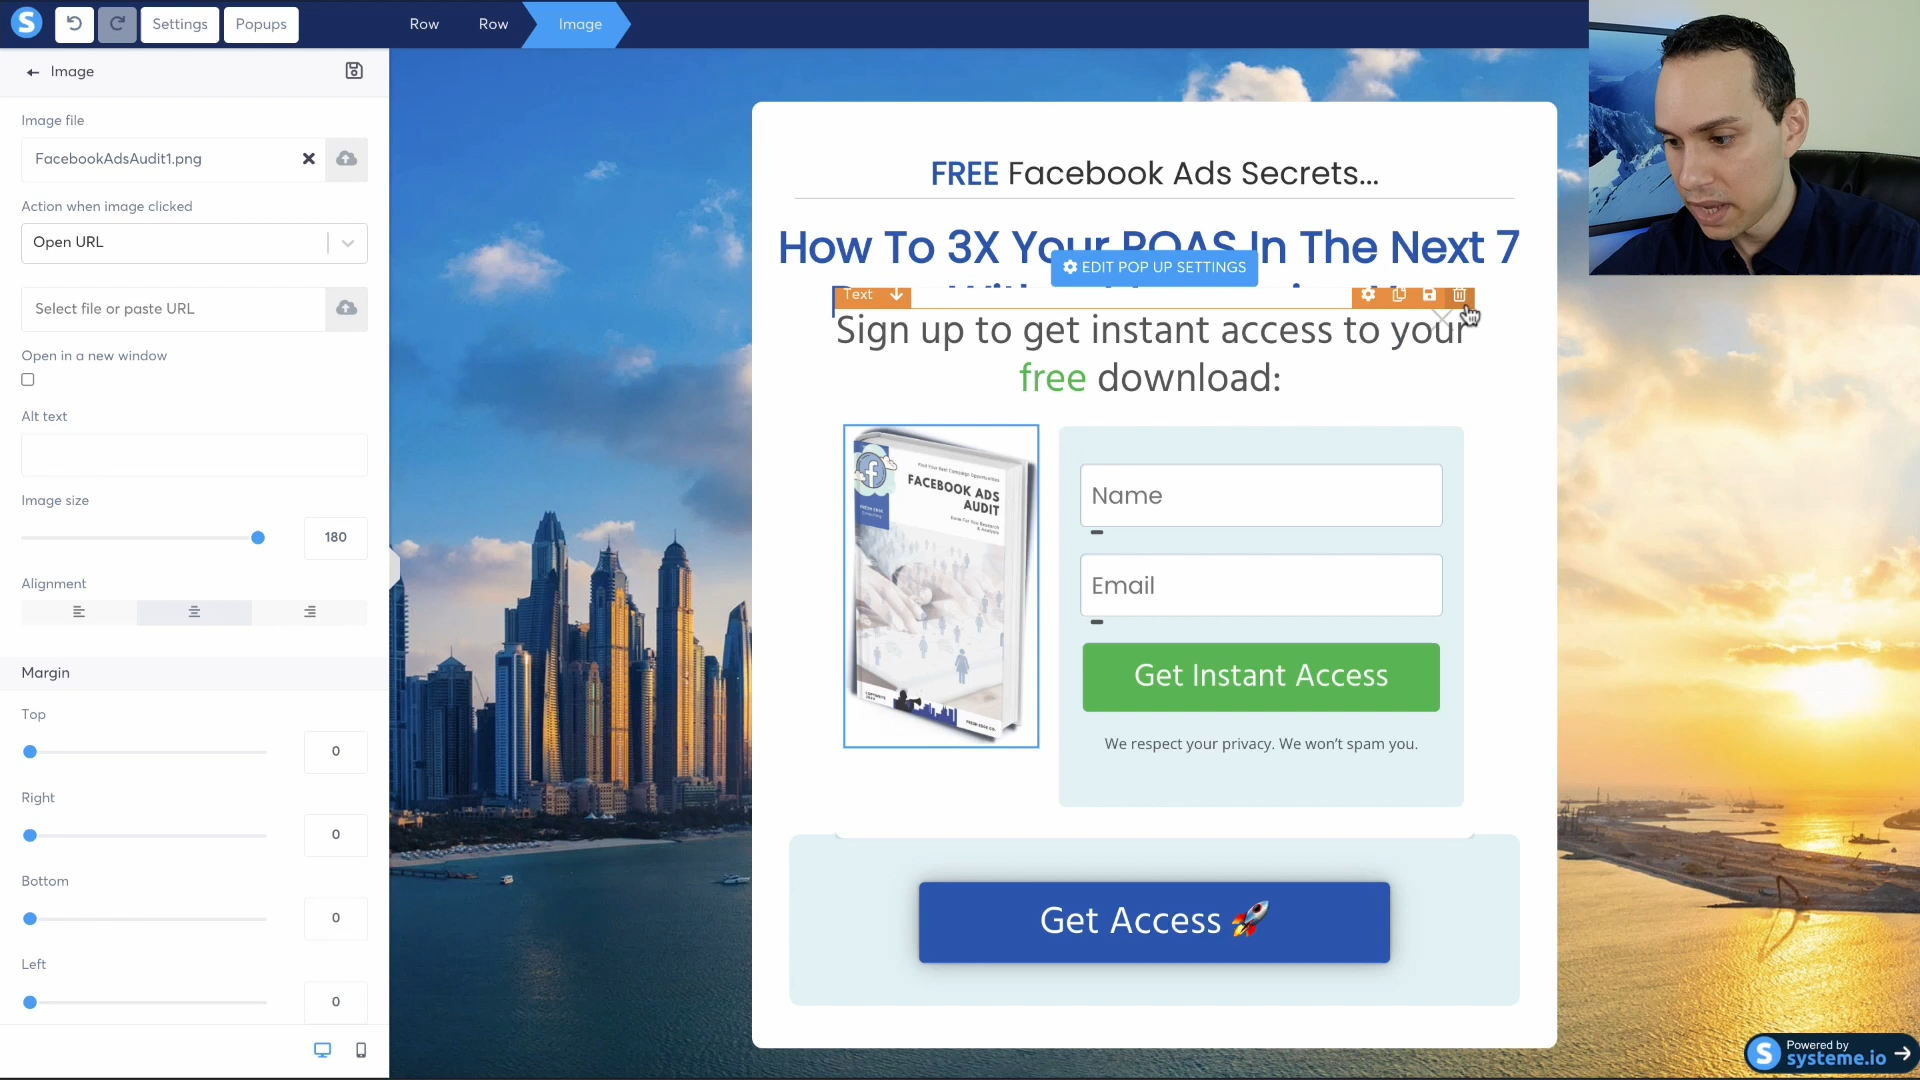 S
Settings
Popups
Row
Row
Image
Image
Image file
FacebookAdsAudit1.png
Action when image clicked
Open URL
Select file or paste URL
Open in a new window
Alt text
Image size
180
Alignment
Margin
Top
0
Right
0
Bottom
0
Left
0
FREE Facebook Ads Secrets...
How To 3X Your ROAS In The Next 7
EDIT POP UP SETTINGS
Text
Sign up to get instant access to your
free download:
FACEBOOK ADS
AUDIT
Name
Email
Get Instant Access
We respect your privacy. We won't spam you.
Get Access 🚀
S
Powered by
systeme.io